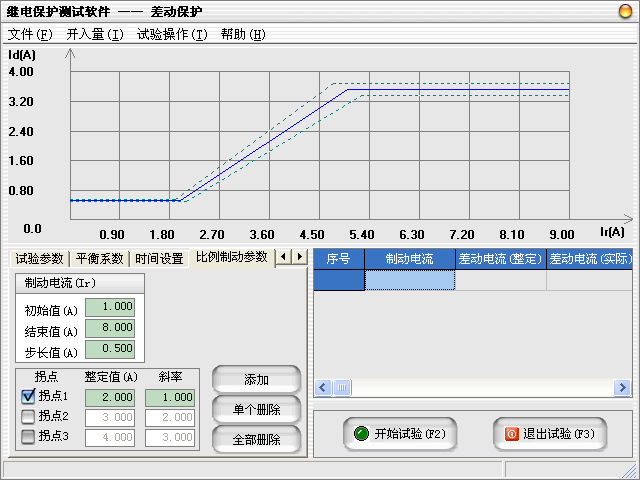 继电保护测试软件 —— 差动保护
文件(F) 开入量(I) 试验操作(T) 帮助(H)
Id(A)
4.00
3.20
2.40
1.60
0.80
0.0
0.90 1.80 2.70 3.60 4.50 5.40 6.30 7.20 8.10 9.00 Ir(A)
试验参数 平衡系数 时间设置 比例制动参数
制动电流(Ir)
初始值(A) 1.000
结束值(A) 8.000
步长值(A) 0.500
拐点 整定值(A) 斜率
拐点1 2.000 1.000
拐点2 3.000 2.000
拐点3 4.000 3.000
添加
单个删除
全部删除
序号 制动电流 差动电流(整定) 差动电流(实际)
开始试验(F2) 退出试验(F3)